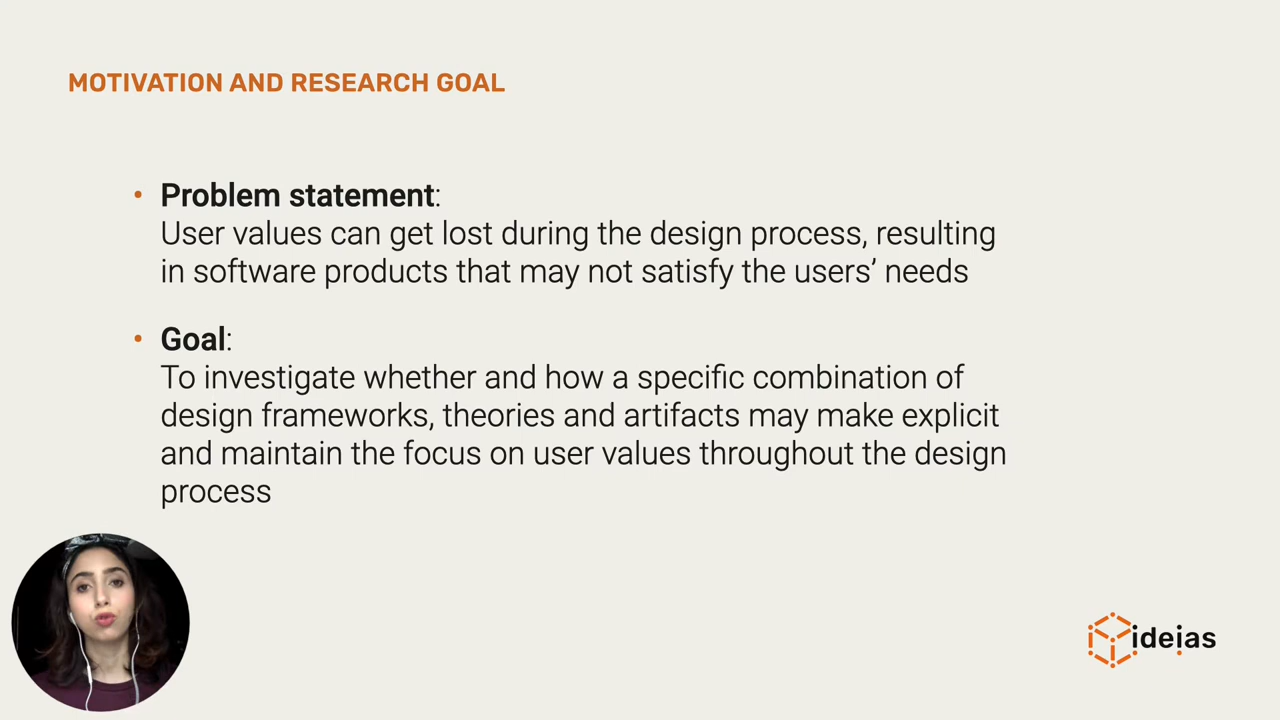 MOTIVATION AND RESEARCH GOAL
• Problem statement:
User values can get lost during the design process, resulting
in software products that may not satisfy the users’ needs
• Goal:
To investigate whether and how a specific combination of
design frameworks, theories and artifacts may make explicit
and maintain the focus on user values throughout the design
process
ideias